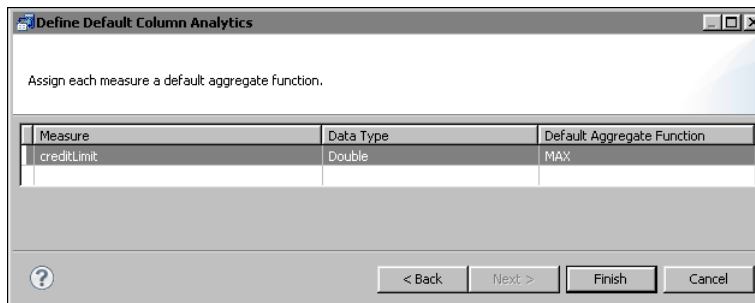 Define Default Column Analytics
Assign each measure a default aggregate function.
Measure Data Type Default Aggregate Function
creditLimit Double MAX
?
< Back Next > Finish Cancel